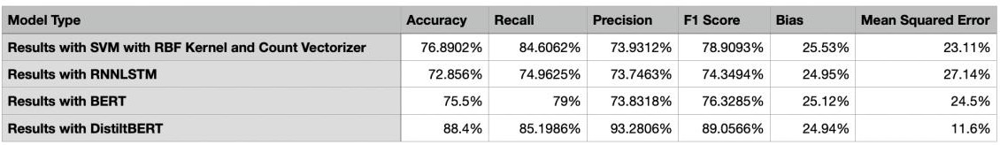 Model Type Accuracy Recall Precision F1 Score Bias Mean Squared Error
Results with SVM with RBF Kernel and Count Vectorizer 76.8902% 84.6062% 73.9312% 78.9093% 25.53% 23.11%
Results with RNNLSTM 72.856% 74.9625% 73.7463% 74.3494% 24.95% 27.14%
Results with BERT 75.5% 79% 73.8318% 76.3285% 25.12% 24.5%
Results with DistiltBERT 88.4% 85.1986% 93.2806% 89.0566% 24.94% 11.6%